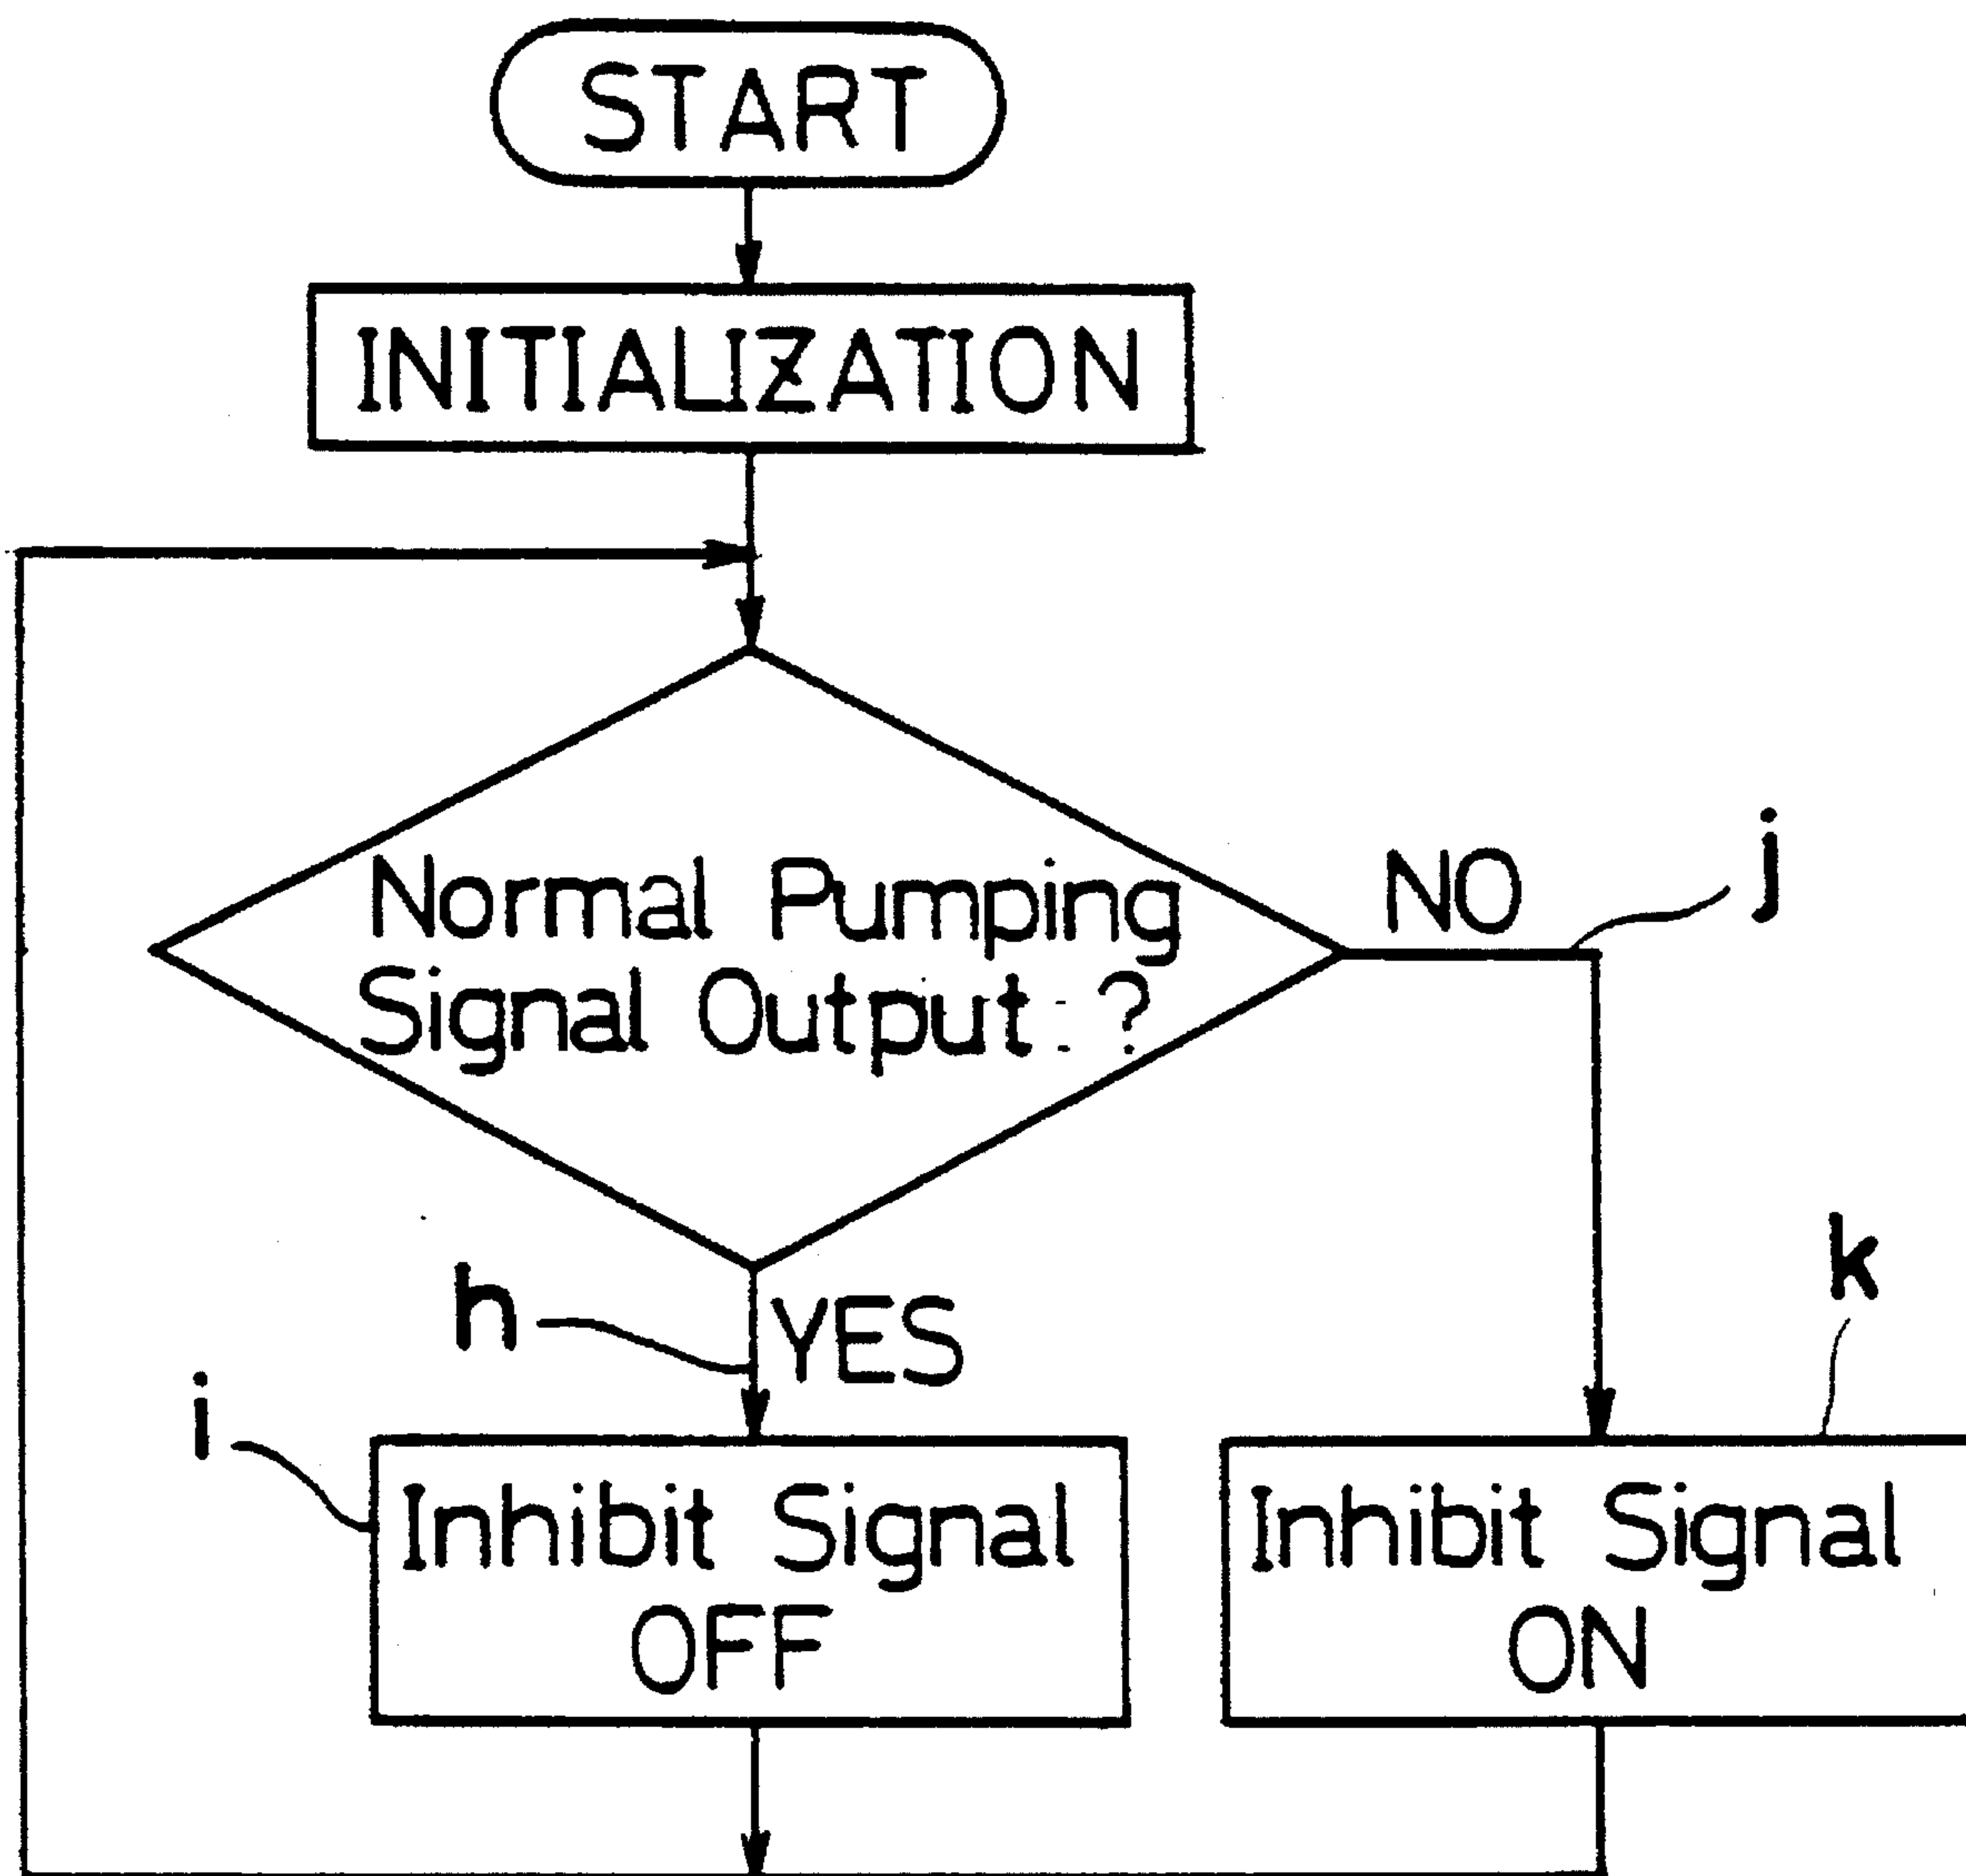 START
INITIALIZATION
Normal Pumping
Signal Output ?
NO
j
h
YES
k
i
Inhibit Signal
OFF
Inhibit Signal
ON